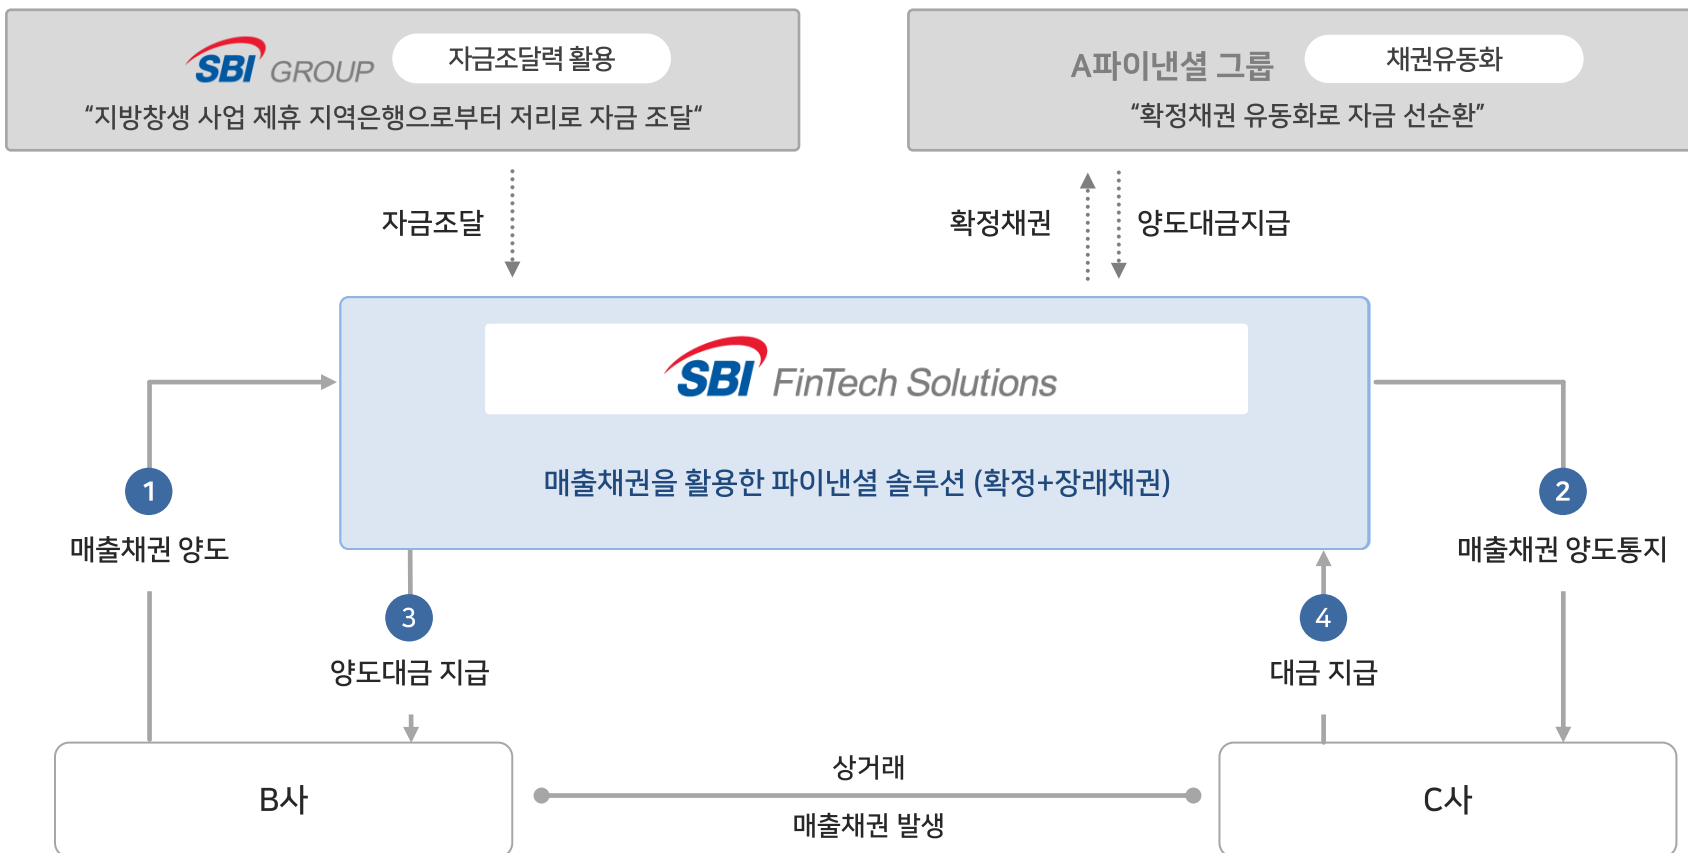 SBI GROUP 자금조달력 활용
“지방창생 사업 제휴 지역은행으로부터 저리로 자금 조달“
A파이낸셜 그룹 채권유동화
“확정채권 유동화로 자금 선순환”
자금조달
확정채권
양도대금지급
SBI FinTech Solutions
매출채권을 활용한 파이낸셜 솔루션 (확정+장래채권)
1
매출채권 양도
2
매출채권 양도통지
3
양도대금 지급
4
대금 지급
B사
상거래
매출채권 발생
C사